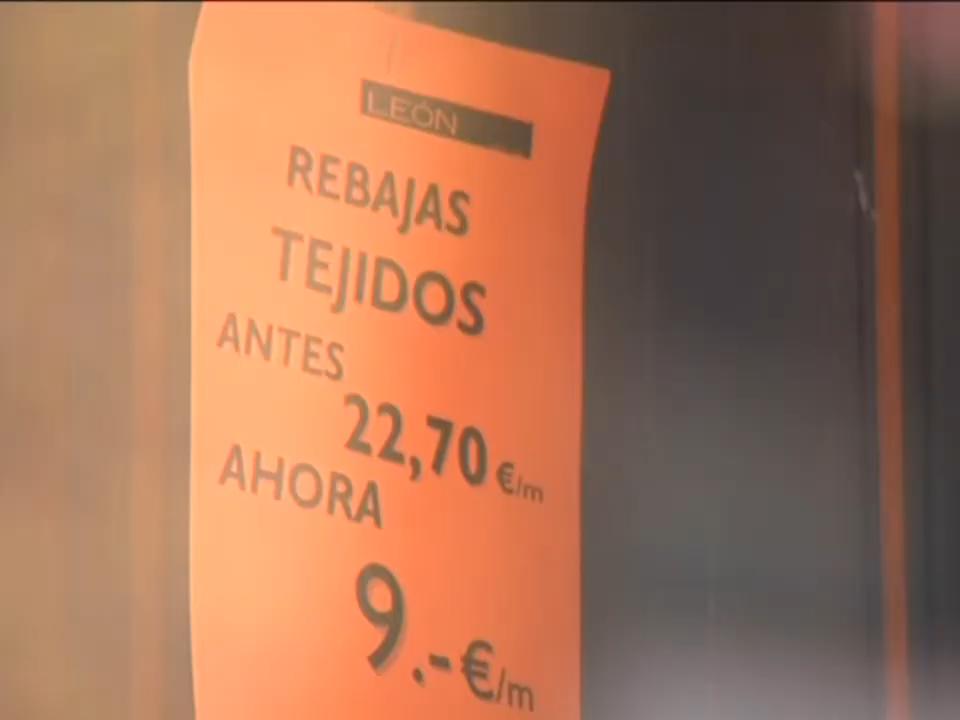 LEÓN
REBAJAS
TEJIDOS
ANTES
22,70 €/m
AHORA
9.-€/m